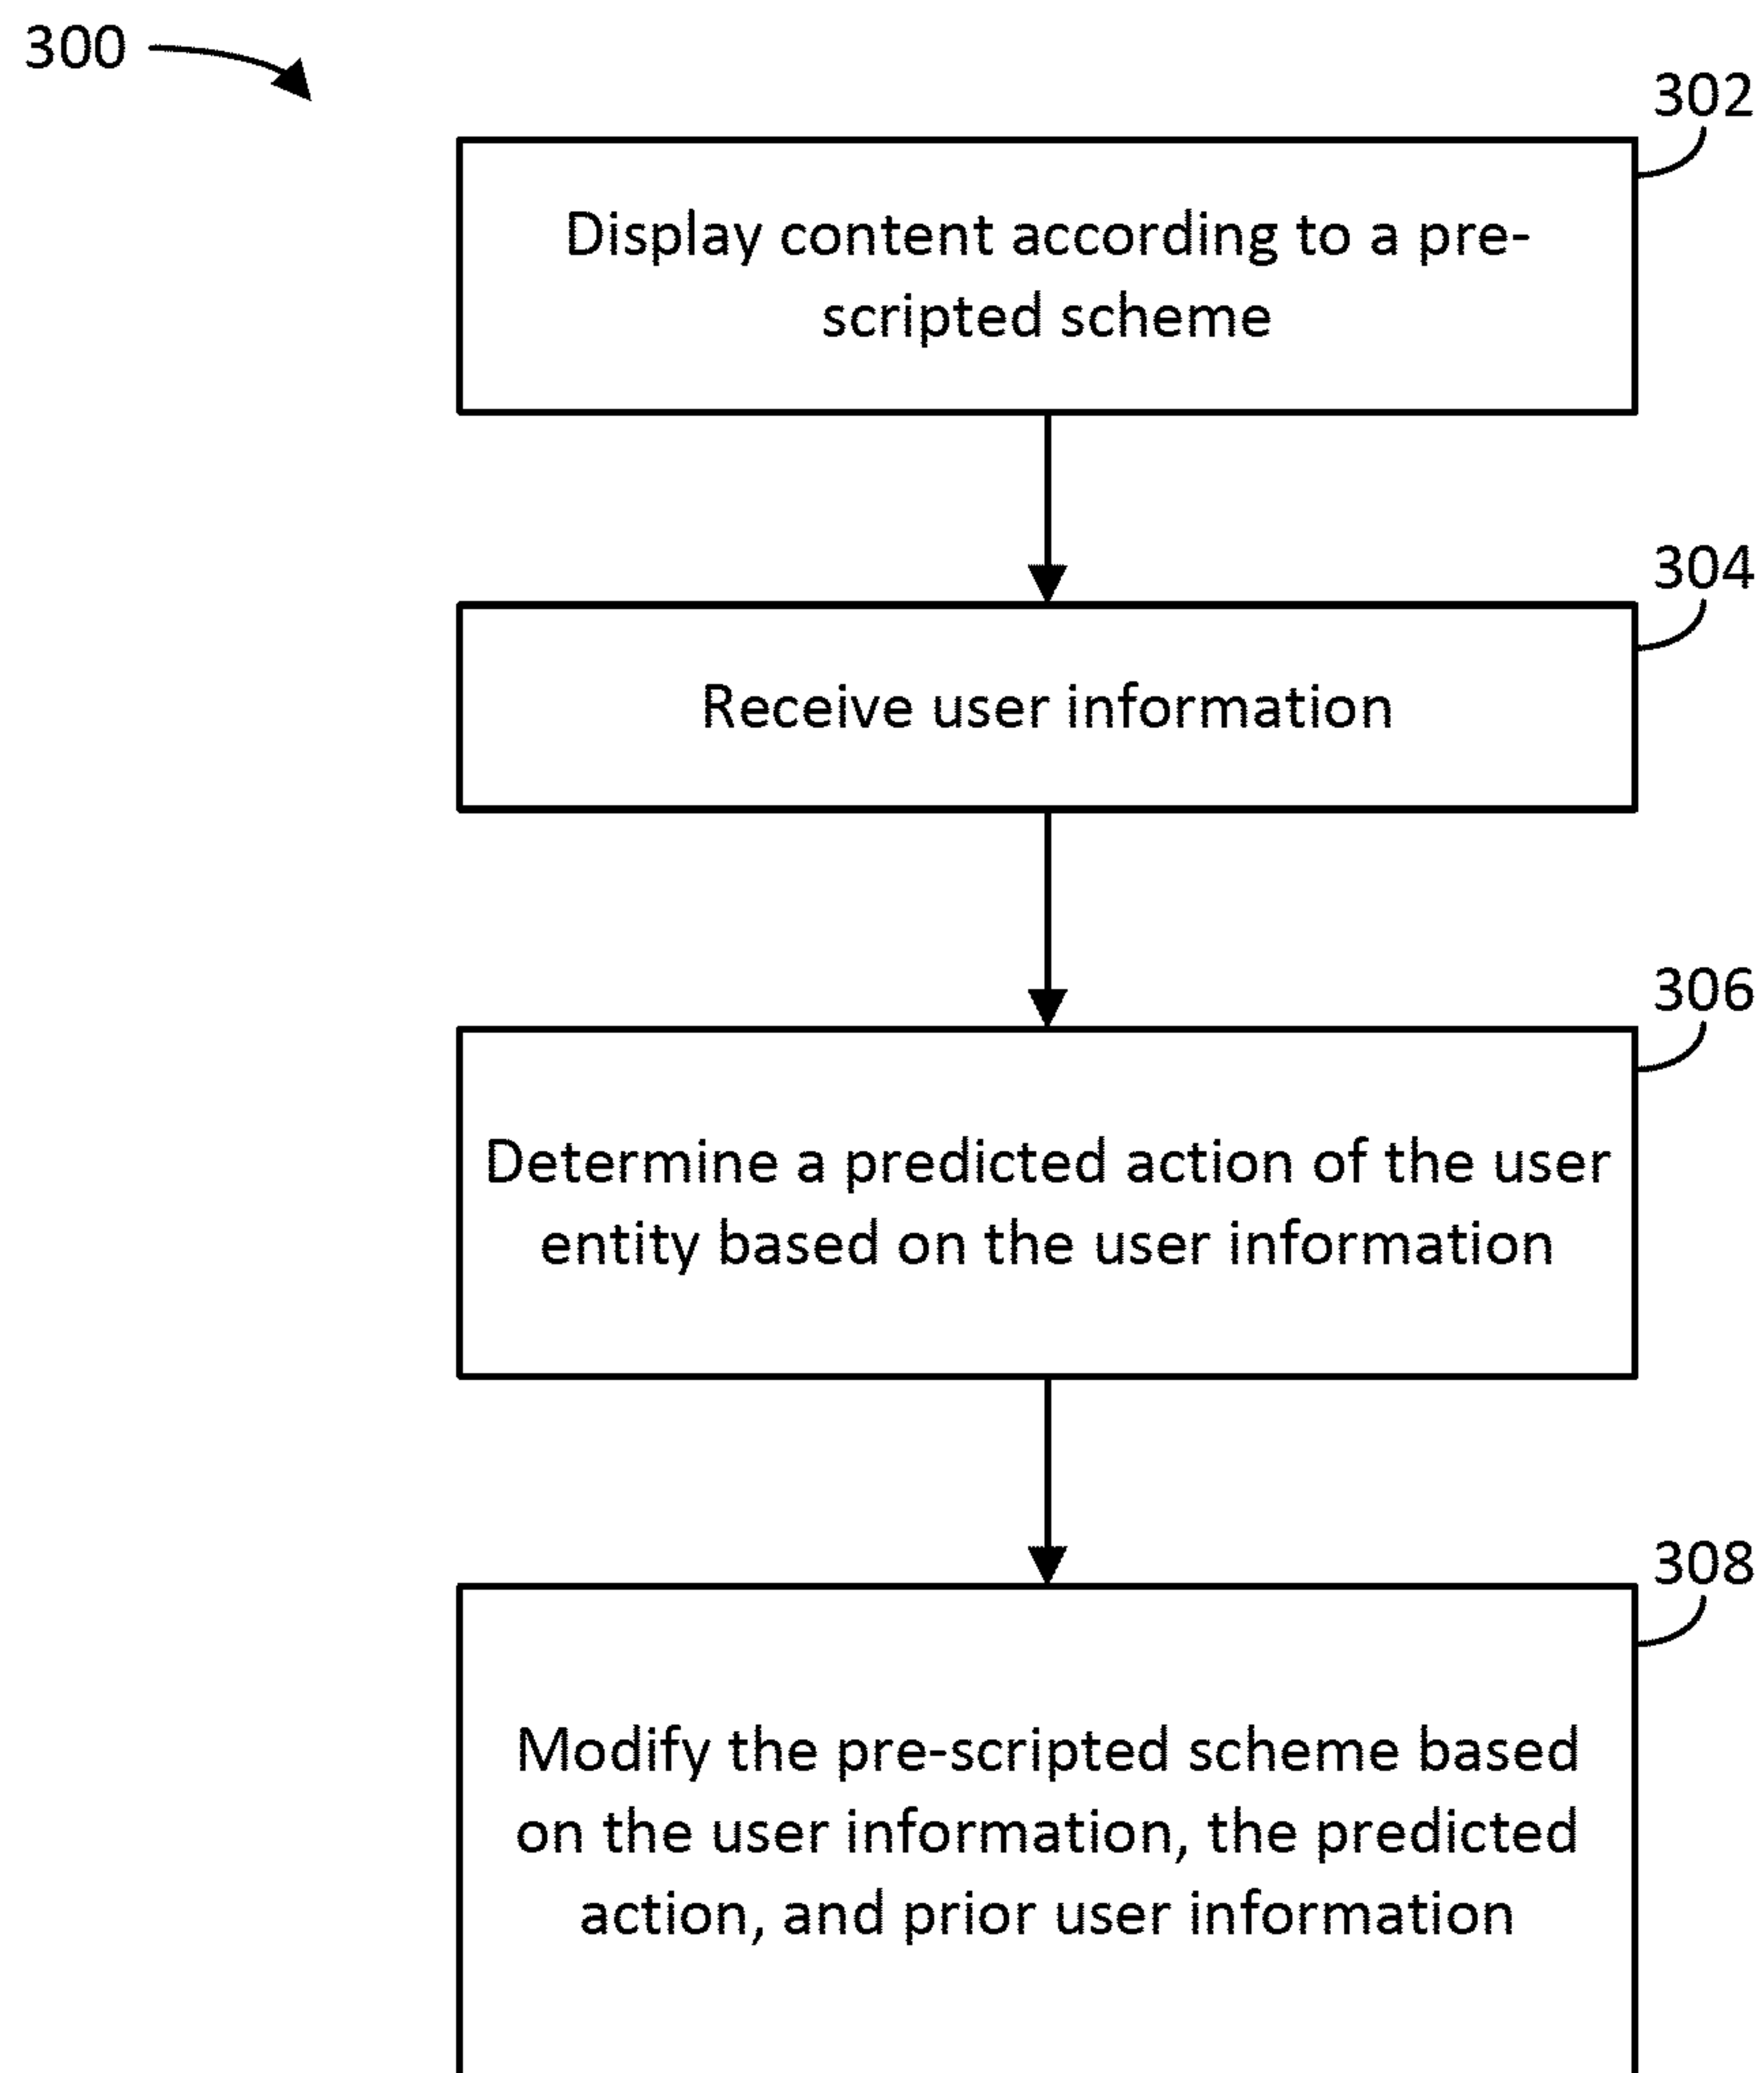 300
302
Display content according to a pre-
scripted scheme
304
Receive user information
306
Determine a predicted action of the user
entity based on the user information
308
Modify the pre-scripted scheme based
on the user information, the predicted
action, and prior user information